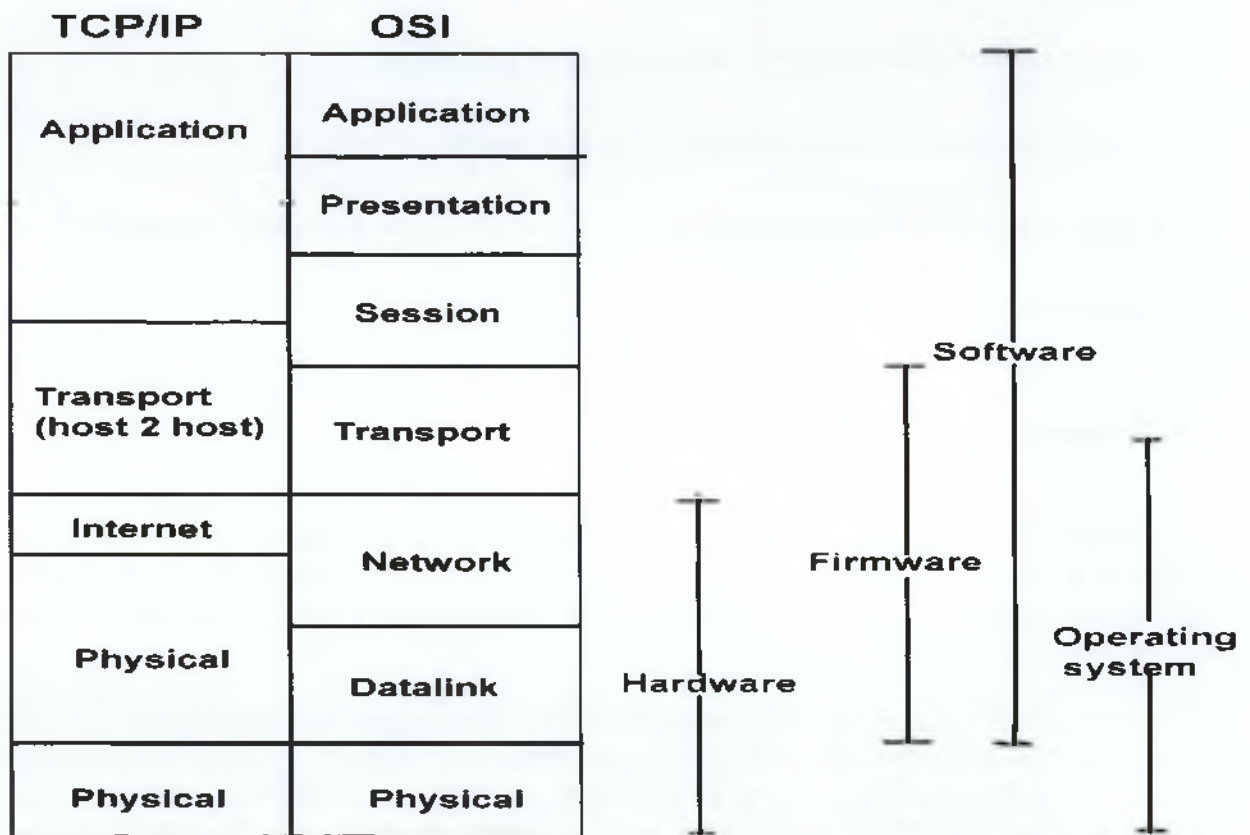 TCP/IP OSI
Application
Application
Presentation
Session
Software
Transport
(host 2 host)
Transport
Internet
Network
Firmware
Physical
Datalink
Hardware
Operating
system
Physical
Physical